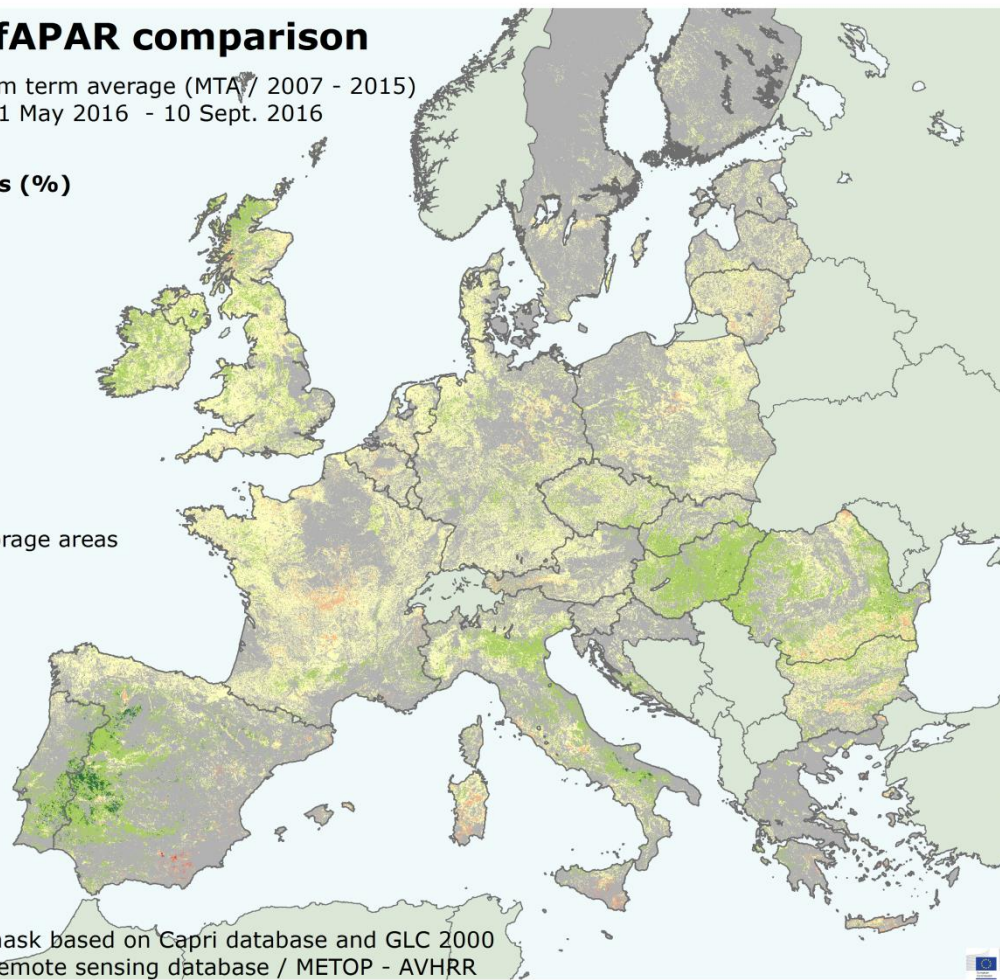 fAPAR comparison
m term average (MTA / 2007 - 2015)
1 May 2016 - 10 Sept. 2016
s (%)
rage areas
mask based on Capri database and GLC 2000
emote sensing database / METOP - AVHRR